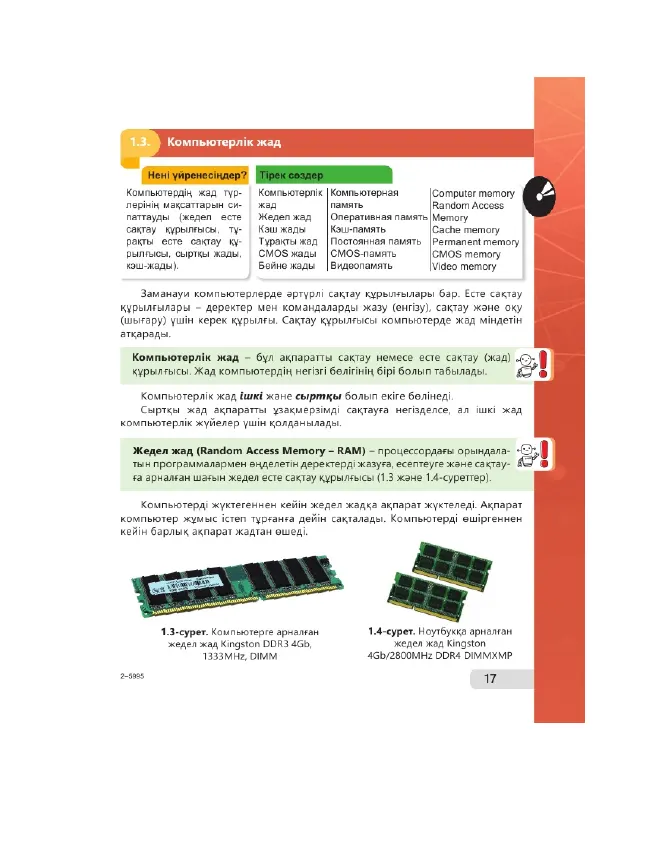 1.3. Компьютерлік жад
Нені үйренесіңдер?
Компьютердің жад түр-
лерінің мақсаттарын си-
паттауды (жедел есте
сақтау құрылғысы, тұ-
рақты есте сақтау құ-
рылғысы, сыртқы жады,
кэш-жады).
Тірек сөздер
Компьютерлік
жад
Жедел жад
Кэш жады
Тұрақты жад
CMOS жады
Бейне жады
Компьютерная
память
Оперативная память
Кэш-память
Постоянная память
CMOS-память
Видеопамять
Computer memory
Random Access
Memory
Cache memory
Permanent memory
CMOS memory
Video memory
Заманауи компьютерлерде әртүрлі сақтау құрылғылары бар. Есте сақтау
құрылғылары – деректер мен командаларды жазу (енгізу), сақтау және оқу
(шығару) үшін керек құрылғы. Сақтау құрылғысы компьютерде жад міндетін
атқарады.
Компьютерлік жад – бұл ақпаратты сақтау немесе есте сақтау (жад)
құрылғысы. Жад компьютердің негізгі бөлігінің бірі болып табылады.
Компьютерлік жад ішкі және сыртқы болып екіге бөлінеді.
Сыртқы жад ақпаратты ұзақмерзімді сақтауға негізделсе, ал ішкі жад
компьютерлік жүйелер үшін қолданылады.
Жедел жад (Random Access Memory – RAM) – процессордағы орындала-
тын программалармен өңделетін деректерді жазуға, есептеуге және сақтау-
ға арналған шағын жедел есте сақтау құрылғысы (1.3 және 1.4-суреттер).
Компьютерді жүктегеннен кейін жедел жадқа ақпарат жүктеледі. Ақпарат
компьютер жұмыс істеп тұрғанға дейін сақталады. Компьютерді өшіргеннен
кейін барлық ақпарат жадтан өшеді.
1.3-сурет. Компьютерге арналған
жедел жад Kingston DDR3 4Gb,
1333MHz, DIMM
1.4-сурет. Ноутбукқа арналған
жедел жад Kingston
4Gb/2800MHz DDR4 DIMMXMP
2–5995
17